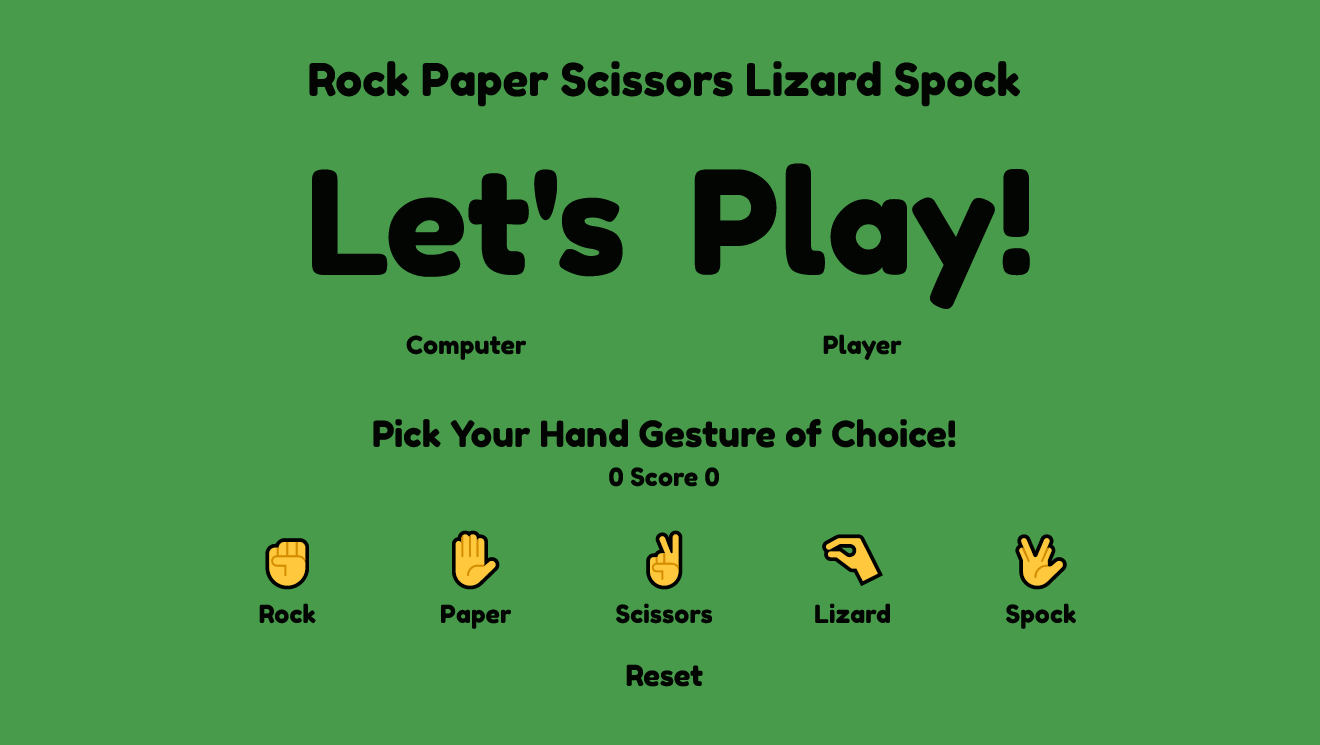 Rock Paper Scissors Lizard Spock
Let's Play!
Computer Player
Pick Your Hand Gesture of Choice!
0 Score 0
Rock Paper Scissors Lizard Spock
Reset